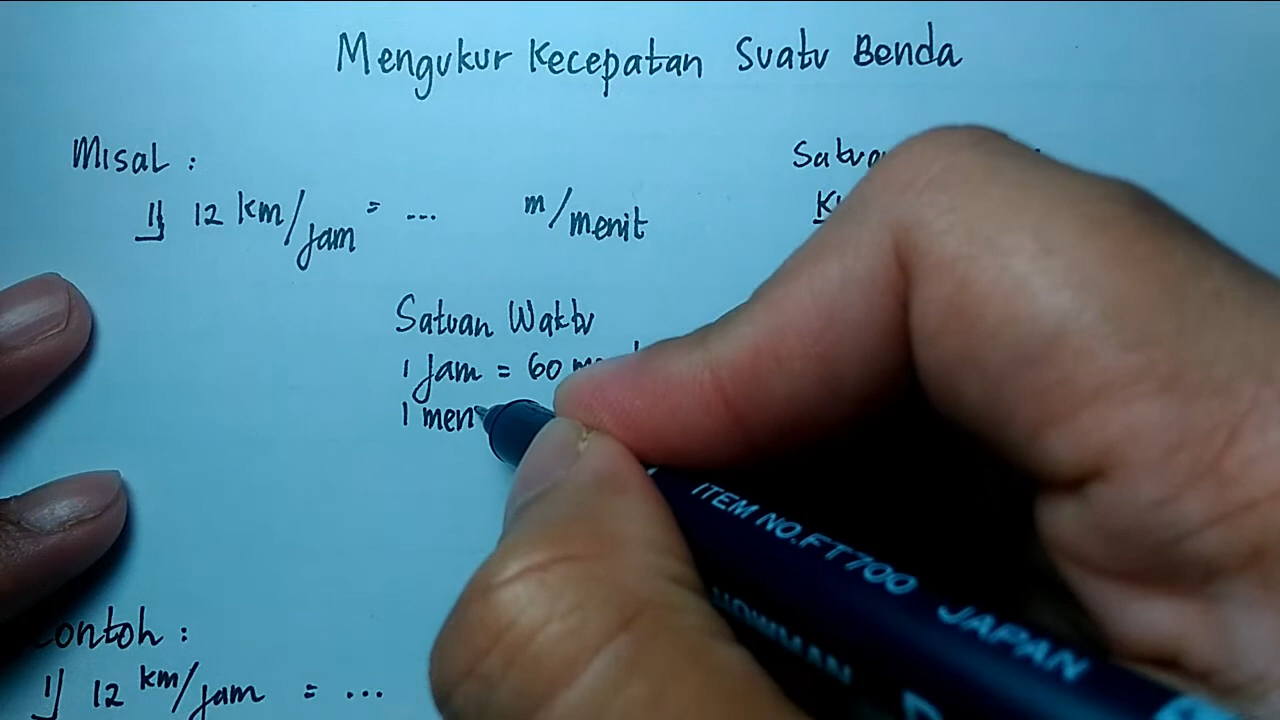 Mengukur Kecepatan Suatu Benda
Misal :
1] 12 km/jam = ... m/menit
Satuan Waktu
1 Jam = 60
1 men
ITEM NO.FT700 JAPAN
Contoh :
1] 12 km/jam = ...